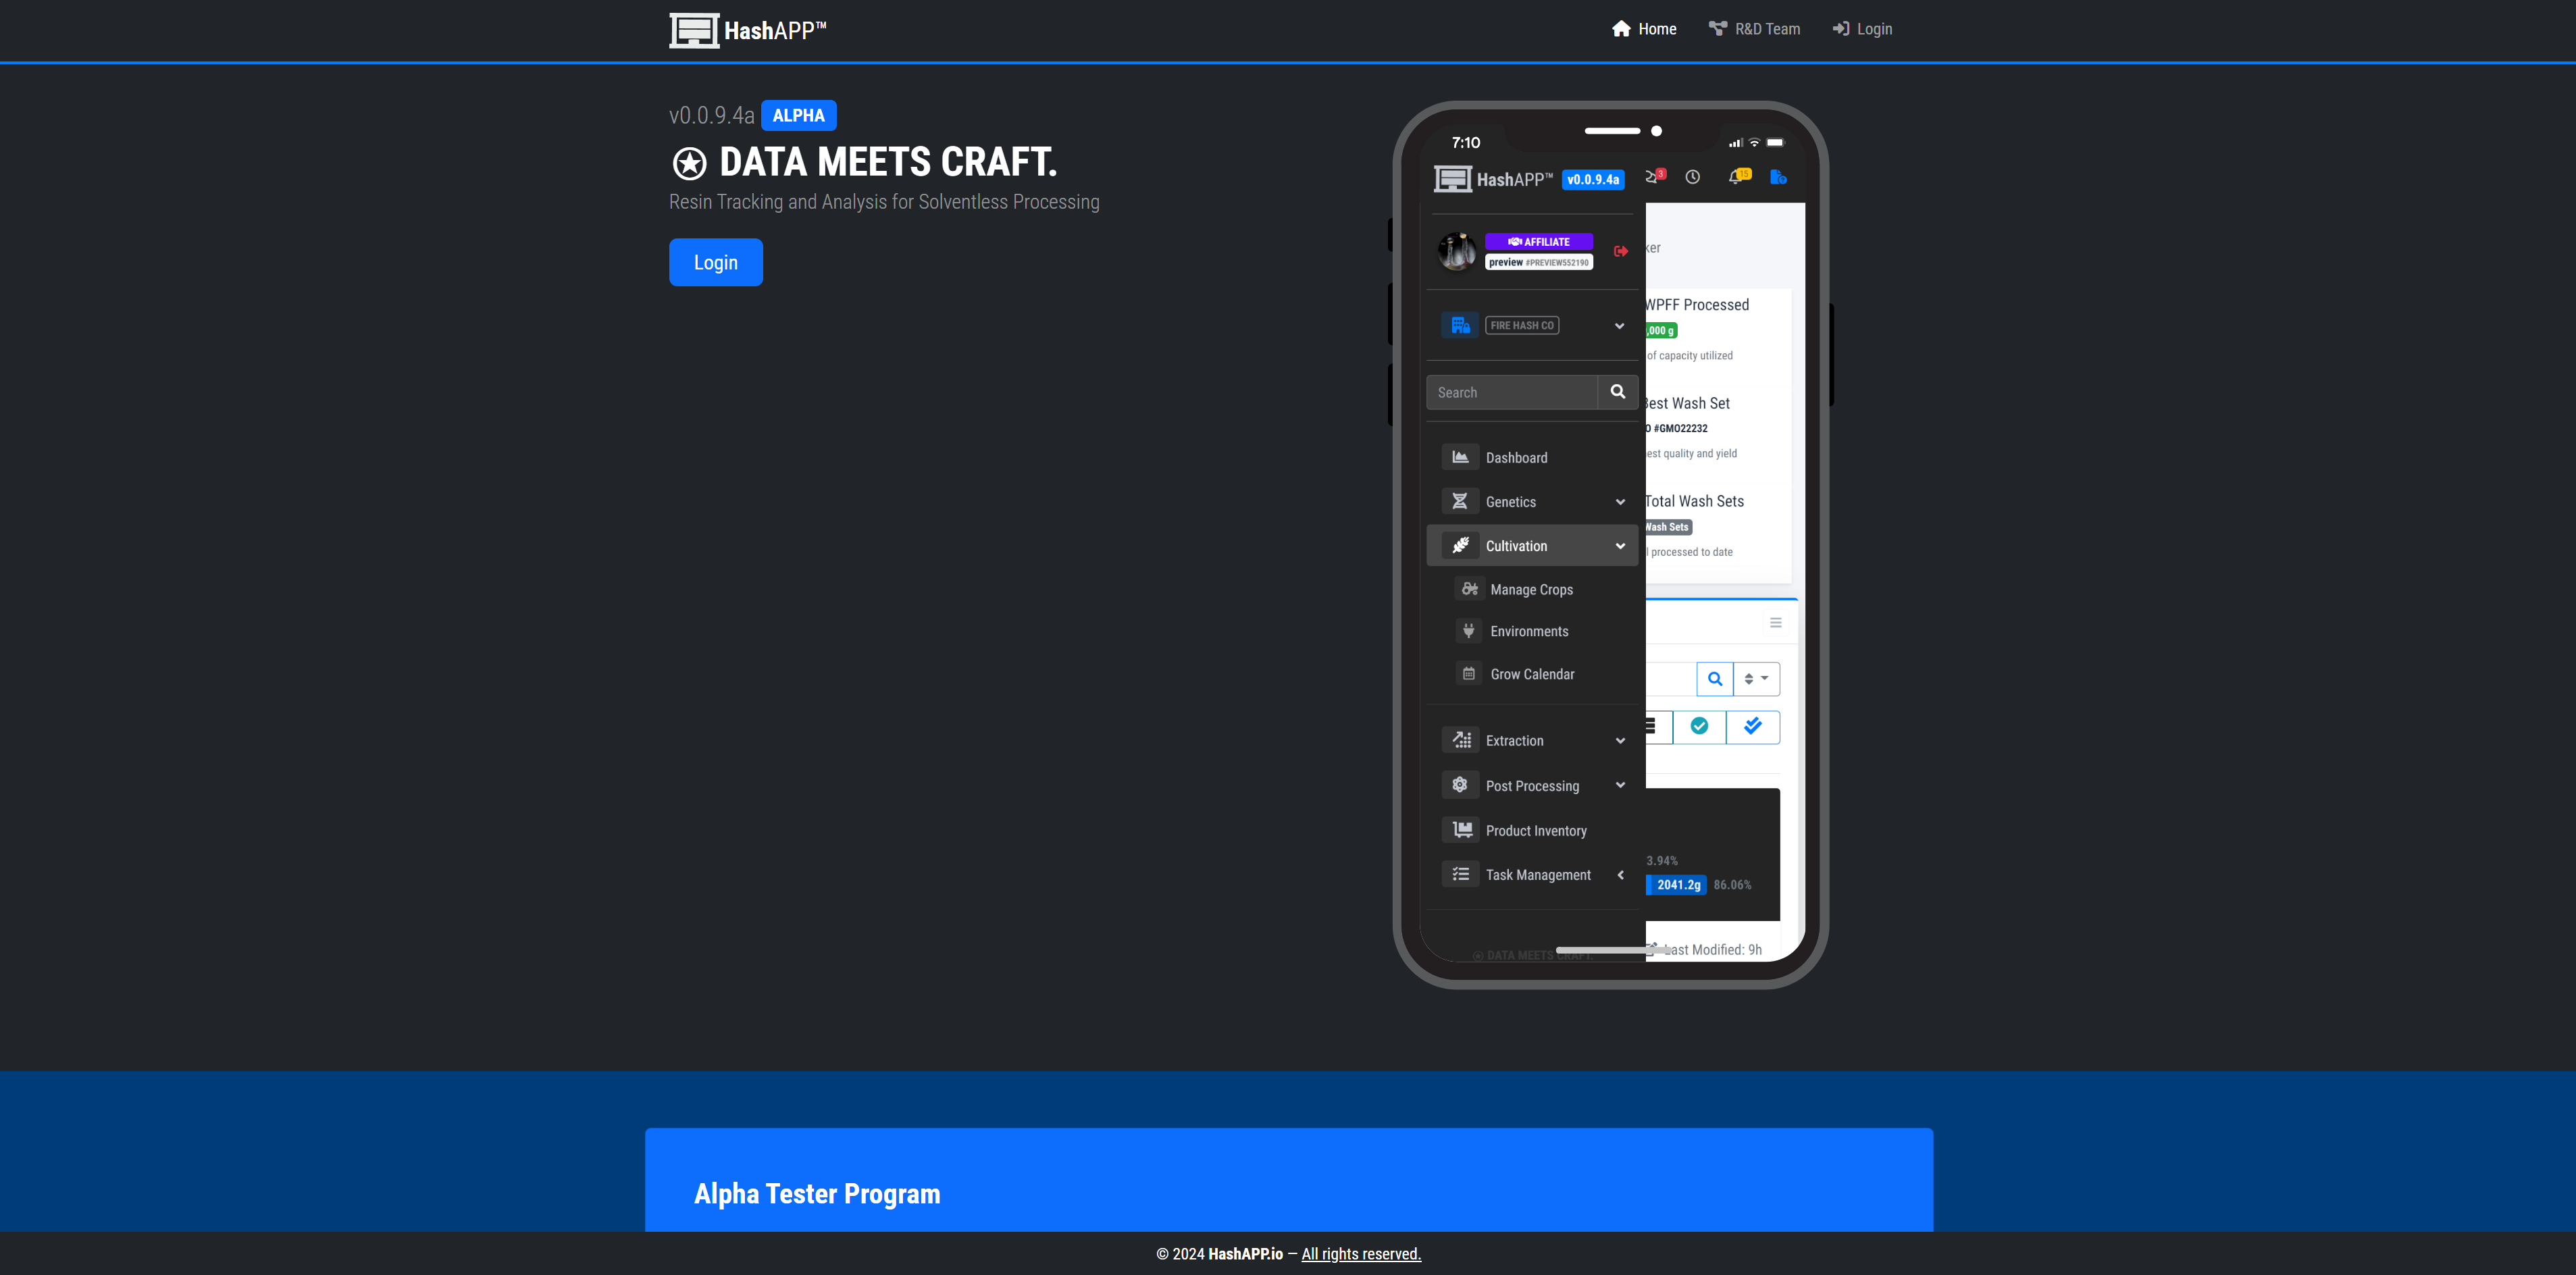 HashAPP™
Home
R&D Team
Login
v0.0.9.4a ALPHA
DATA MEETS CRAFT.
Resin Tracking and Analysis for Solventless Processing
Login
7:10
HashAPP™ v0.0.9.4a
3
15
AFFILIATE
preview #PREVIEW552190
ker
FIRE HASH CO
WPFF Processed
,000 g
of capacity utilized
Search
Best Wash Set
O #GMO22232
est quality and yield
Dashboard
Genetics
Total Wash Sets
Wash Sets
Cultivation
l processed to date
Manage Crops
Environments
Grow Calendar
Extraction
Post Processing
Product Inventory
3.94%
Task Management
2041.2g 86.06%
Last Modified: 9h
DATA MEETS CRAFT.
Alpha Tester Program
© 2024 HashAPP.io — All rights reserved.